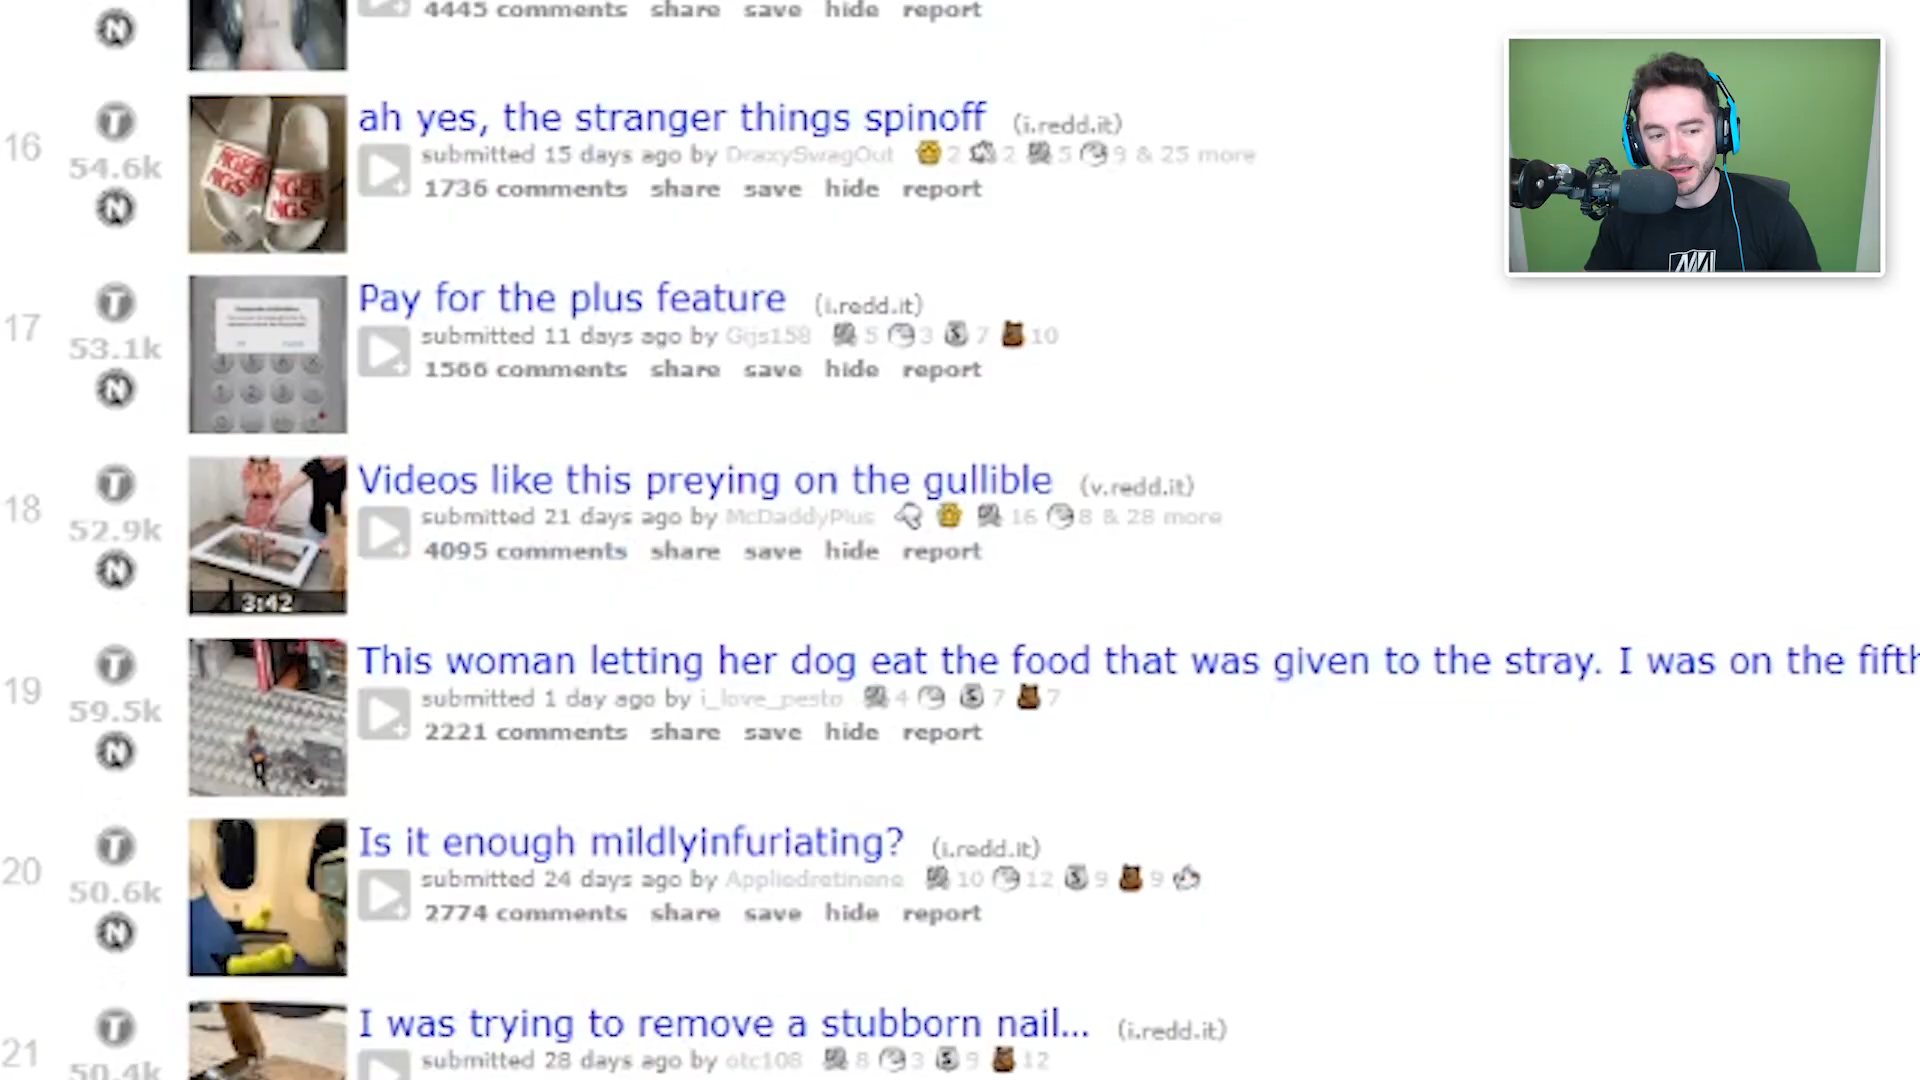 4445 comments share save hide report
16
ah yes, the stranger things spinoff (i.redd.it)
54.6k
submitted 15 days ago by DraxySwagOut 2 2 5 9 & 25 more
1736 comments share save hide report
17
Pay for the plus feature (i.redd.it)
53.1k
submitted 11 days ago by Gijs158 5 3 7 10
1566 comments share save hide report
18
Videos like this preying on the gullible (v.redd.it)
52.9k
submitted 21 days ago by McDaddyPlus 16 8 & 28 more
4095 comments share save hide report
3:42
19
This woman letting her dog eat the food that was given to the stray. I was on the fifth
59.5k
submitted 1 day ago by i_love_pesto 4 7 7
2221 comments share save hide report
20
Is it enough mildlyinfuriating? (i.redd.it)
50.6k
submitted 24 days ago by Appliedretinene 10 12 9 9
2774 comments share save hide report
21
I was trying to remove a stubborn nail... (i.redd.it)
50.4k
submitted 28 days ago by otc108 8 3 9 12